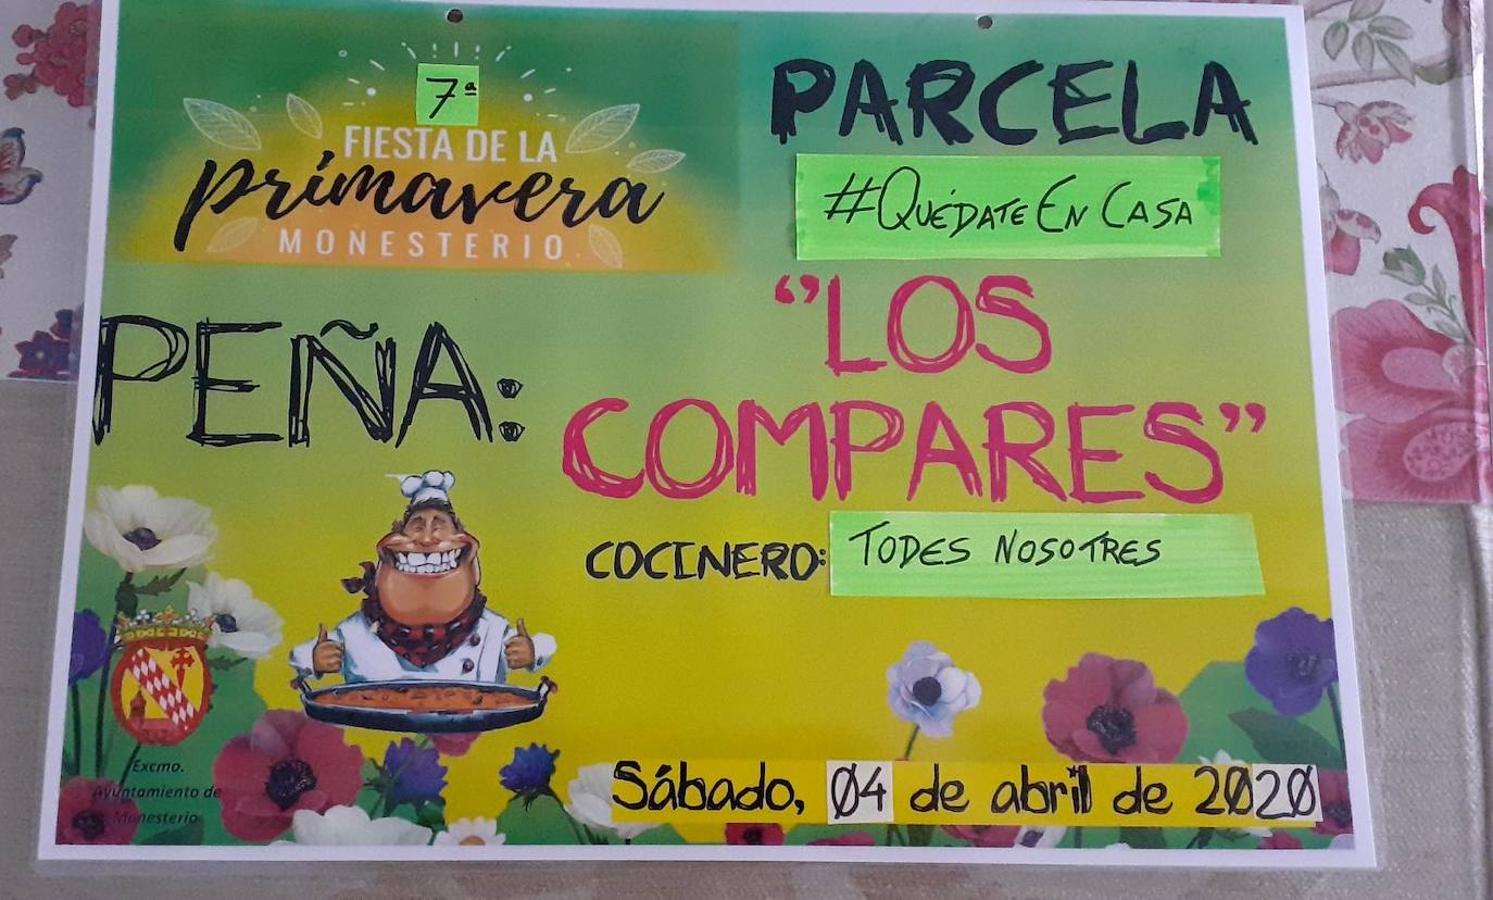 7ª
FIESTA DE LA
primavera
MONESTERIO
PARCELA
#QuédateEnCasa
PEÑA:
‘’LOS
COMPARES”
COCINERO: TODES NOSOTRES
Excmo.
Ayuntamiento de
Monesterio
Sábado, 04 de abril de 2020